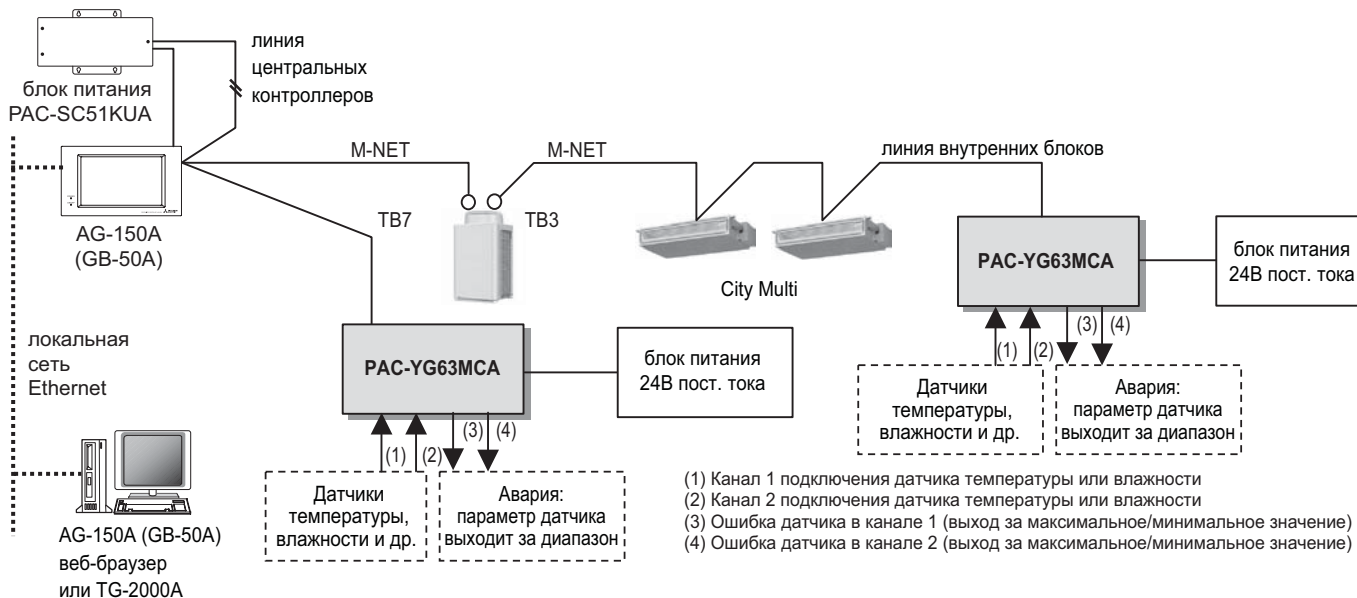 линия
центральных
контроллеров
блок питания
PAC-SC51KUA
M-NET
M-NET
линия внутренних блоков
TB7
TB3
AG-150A
(GB-50A)
City Multi
PAC-YG63MCA
блок питания
24В пост. тока
(1)
(2)
(3)
(4)
Датчики
температуры,
влажности и др.
Авария:
параметр датчика
выходит за диапазон
локальная
сеть
Ethernet
PAC-YG63MCA
блок питания
24В пост. тока
(1)
(2)
(3)
(4)
Датчики
температуры,
влажности и др.
Авария:
параметр датчика
выходит за диапазон
AG-150A (GB-50A)
веб-браузер
или TG-2000A
(1) Канал 1 подключения датчика температуры или влажности
(2) Канал 2 подключения датчика температуры или влажности
(3) Ошибка датчика в канале 1 (выход за максимальное/минимальное значение)
(4) Ошибка датчика в канале 2 (выход за максимальное/минимальное значение)